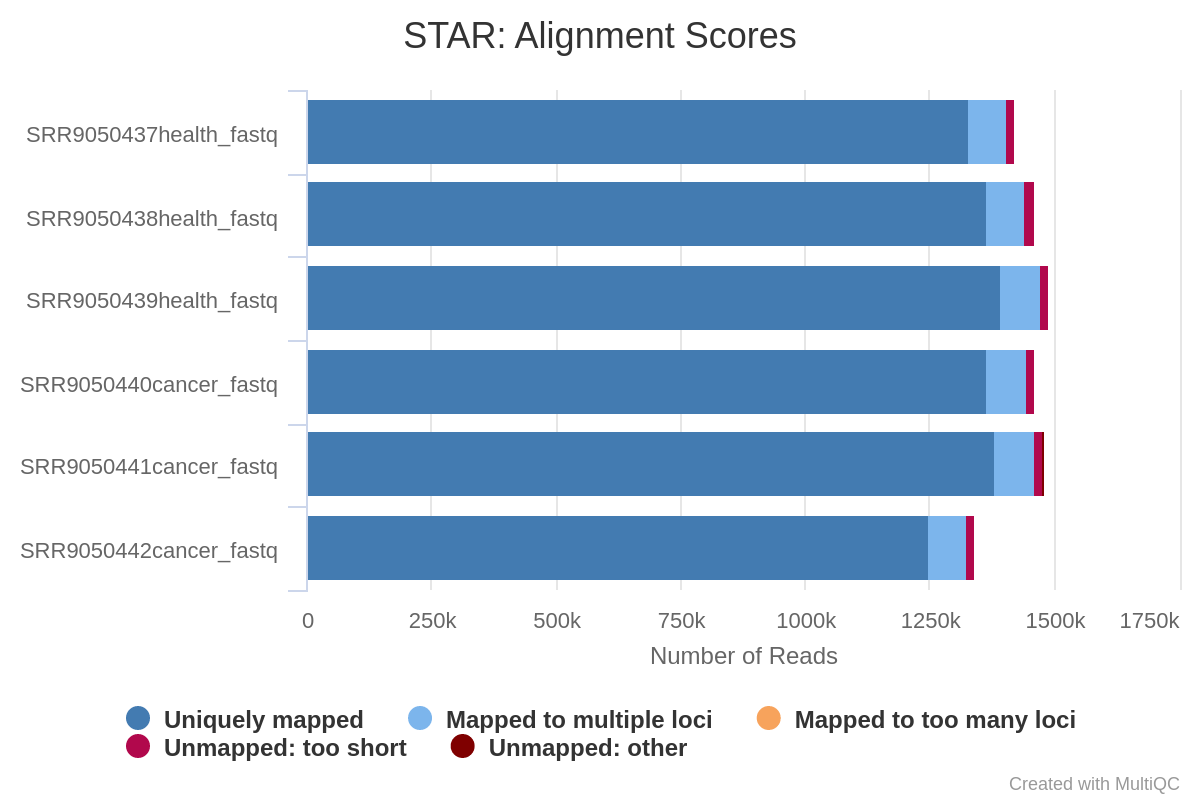 STAR: Alignment Scores
SRR9050437health_fastq
SRR9050438health_fastq
SRR9050439health_fastq
SRR9050440cancer_fastq
SRR9050441cancer_fastq
SRR9050442cancer_fastq
0 250k 500k 750k 1000k 1250k 1500k 1750k
Number of Reads
Uniquely mapped Mapped to multiple loci Mapped to too many loci
Unmapped: too short Unmapped: other
Created with MultiQC